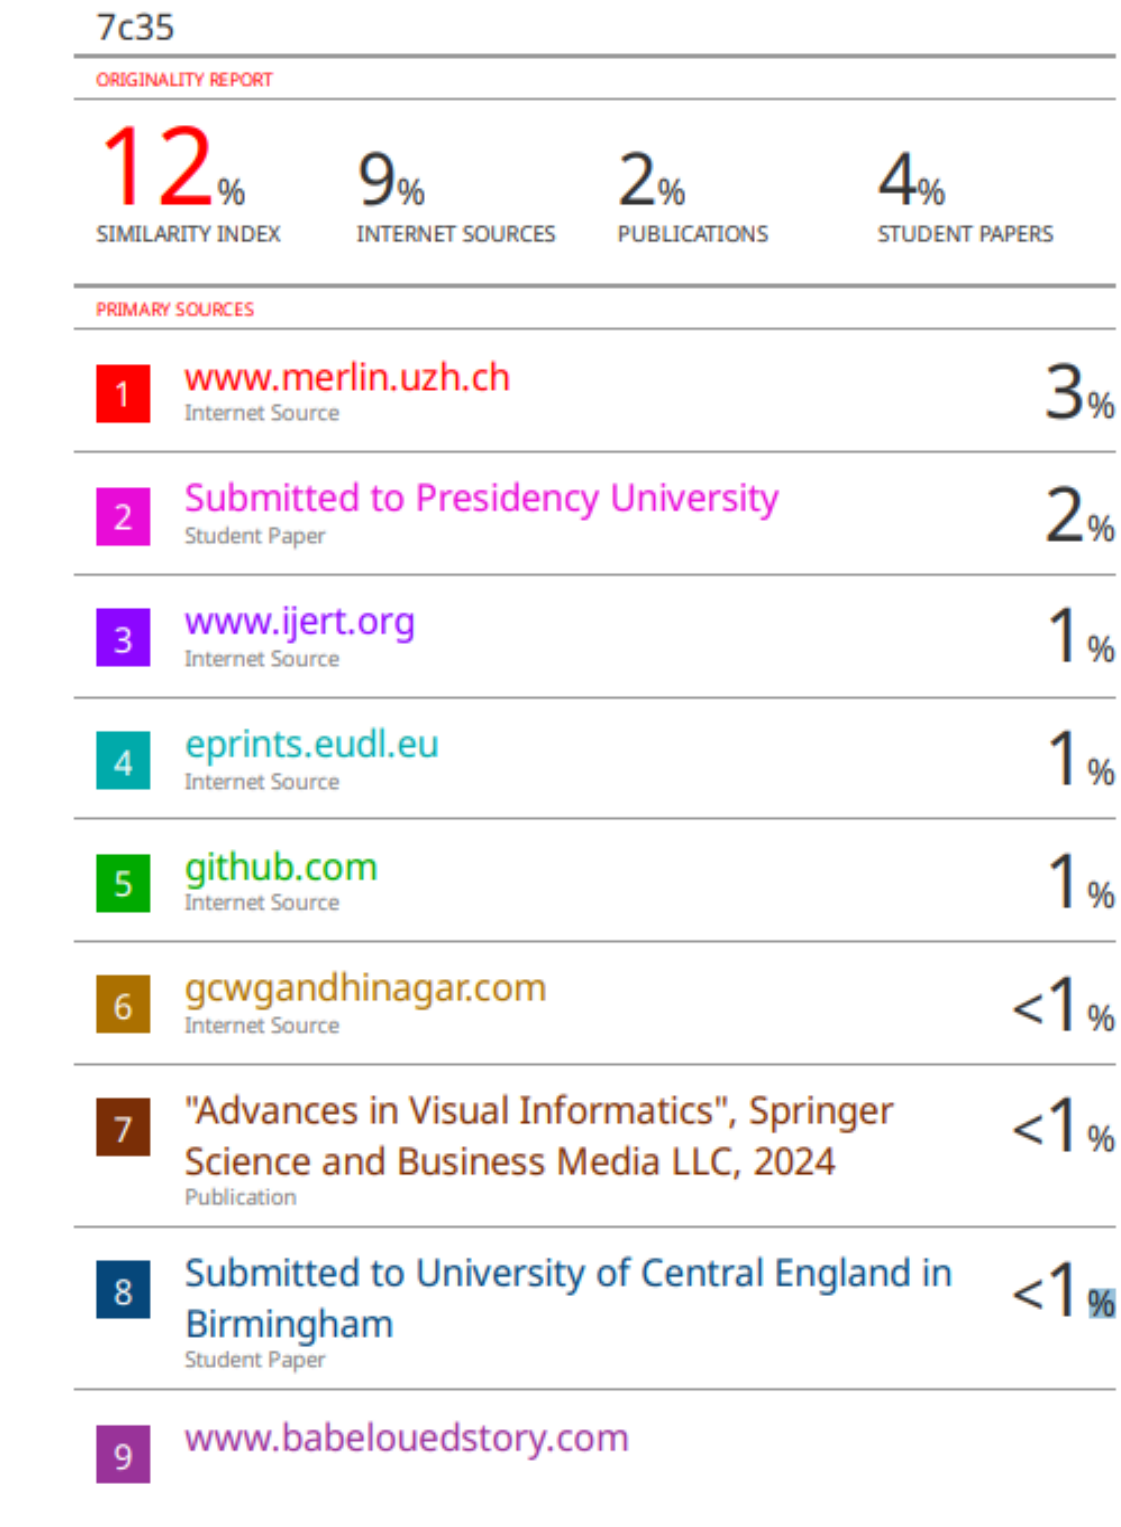 7c35
ORIGINALITY REPORT
12% 9% 2% 4%
SIMILARITY INDEX INTERNET SOURCES PUBLICATIONS STUDENT PAPERS
PRIMARY SOURCES
1 www.merlin.uzh.ch 3%
Internet Source
2 Submitted to Presidency University 2%
Student Paper
3 www.ijert.org 1%
Internet Source
4 eprints.eudl.eu 1%
Internet Source
5 github.com 1%
Internet Source
6 gcwgandhinagar.com <1%
Internet Source
7 "Advances in Visual Informatics", Springer <1%
Science and Business Media LLC, 2024
Publication
8 Submitted to University of Central England in <1%
Birmingham
Student Paper
9 www.babelouedstory.com